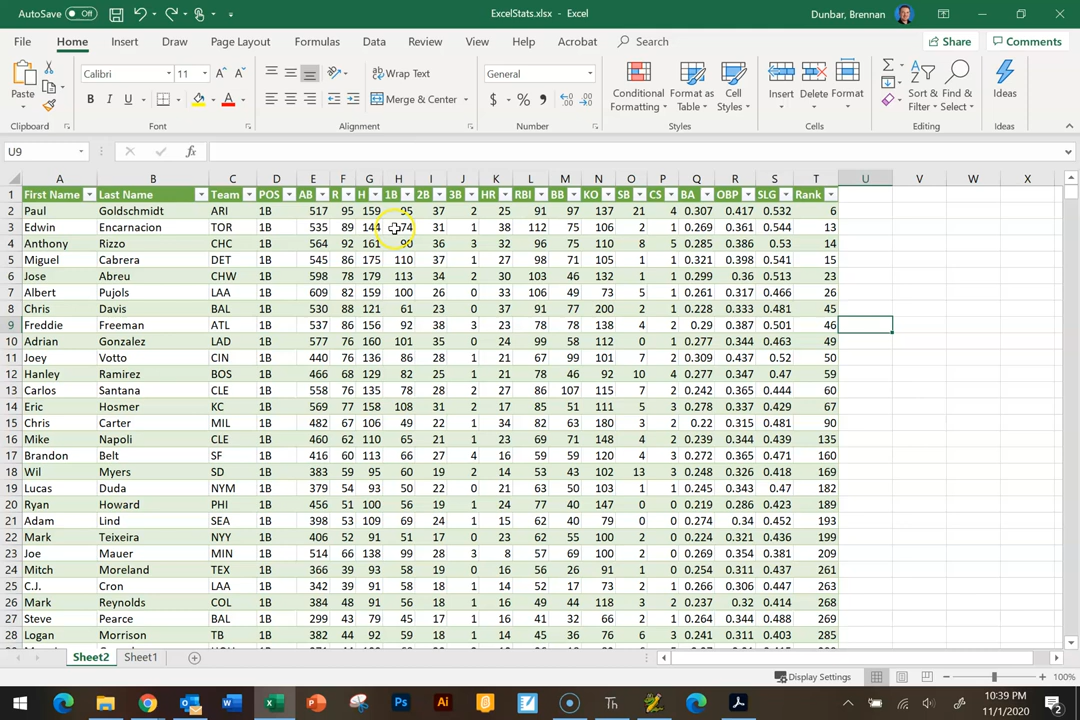 AutoSave Off ExcelStats.xlsx - Excel Dunbar, Brennan
File Home Insert Draw Page Layout Formulas Data Review View Help Acrobat Search Share Comments
Paste Calibri 11 Wrap Text General Conditional Formatting Format as Table Cell Styles Insert Delete Format Sort & Filter Find & Select Ideas
B I U Merge & Center $ % ,
Clipboard Font Alignment Number Styles Cells Editing Ideas
U9 fx
A B C D E F G H I J K L M N O P Q R S T U V W X
1 First Name Last Name Team POS AB R H 1B 2B 3B HR RBI BB KO SB CS BA OBP SLG Rank
2 Paul Goldschmidt ARI 1B 517 95 159 95 37 2 25 91 97 137 21 4 0.307 0.417 0.532 6
3 Edwin Encarnacion TOR 1B 535 89 144 74 31 1 38 112 75 106 2 1 0.269 0.361 0.544 13
4 Anthony Rizzo CHC 1B 564 92 161 90 36 3 32 96 75 110 8 5 0.285 0.386 0.53 14
5 Miguel Cabrera DET 1B 545 86 175 110 37 1 27 98 71 105 1 1 0.321 0.398 0.541 15
6 Jose Abreu CHW 1B 598 78 179 113 34 2 30 103 46 132 1 1 0.299 0.36 0.513 23
7 Albert Pujols LAA 1B 609 82 159 100 26 0 33 106 49 73 5 1 0.261 0.317 0.466 26
8 Chris Davis BAL 1B 530 88 121 61 23 0 37 91 77 200 2 1 0.228 0.333 0.481 45
9 Freddie Freeman ATL 1B 537 86 156 92 38 3 23 78 78 138 4 2 0.29 0.387 0.501 46
10 Adrian Gonzalez LAD 1B 577 76 160 101 35 0 24 99 58 112 0 1 0.277 0.344 0.463 49
11 Joey Votto CIN 1B 440 76 136 86 28 1 21 67 99 101 7 2 0.309 0.437 0.52 50
12 Hanley Ramirez BOS 1B 466 68 129 82 25 1 21 78 46 92 10 4 0.277 0.347 0.47 59
13 Carlos Santana CLE 1B 558 76 135 78 28 2 27 86 107 115 7 2 0.242 0.365 0.444 60
14 Eric Hosmer KC 1B 569 77 158 108 31 2 17 85 51 111 5 3 0.278 0.337 0.429 67
15 Chris Carter MIL 1B 482 67 106 49 22 1 34 82 63 180 3 2 0.22 0.315 0.481 90
16 Mike Napoli CLE 1B 460 62 110 65 21 1 23 69 71 148 4 2 0.239 0.344 0.439 135
17 Brandon Belt SF 1B 416 60 113 66 27 4 16 59 59 120 4 3 0.272 0.365 0.471 160
18 Wil Myers SD 1B 383 59 95 60 19 2 14 53 43 102 13 4 0.248 0.326 0.418 169
19 Lucas Duda NYM 1B 379 54 93 50 22 0 21 63 50 103 1 1 0.245 0.343 0.47 182
20 Ryan Howard PHI 1B 456 51 100 56 19 1 24 77 40 147 0 0 0.219 0.286 0.423 189
21 Adam Lind SEA 1B 398 53 109 69 24 1 15 62 40 79 0 0 0.274 0.34 0.452 193
22 Mark Teixeira NYY 1B 406 52 91 51 17 0 23 62 55 100 2 0 0.224 0.321 0.436 199
23 Joe Mauer MIN 1B 514 66 138 99 28 3 8 57 69 100 2 0 0.269 0.354 0.381 209
24 Mitch Moreland TEX 1B 366 39 93 58 19 0 16 56 26 91 1 0 0.254 0.311 0.437 261
25 C.J. Cron LAA 1B 342 39 91 58 18 1 14 52 17 73 2 1 0.266 0.306 0.447 263
26 Mark Reynolds COL 1B 384 48 91 56 18 1 16 49 44 118 3 2 0.237 0.32 0.414 268
27 Steve Pearce BAL 1B 299 43 79 45 17 1 16 41 32 66 2 1 0.264 0.344 0.488 269
28 Logan Morrison TB 1B 382 44 92 59 18 1 14 45 36 76 6 3 0.241 0.311 0.403 285
Sheet2 Sheet1
Display Settings 100%
10:39 PM
11/1/2020